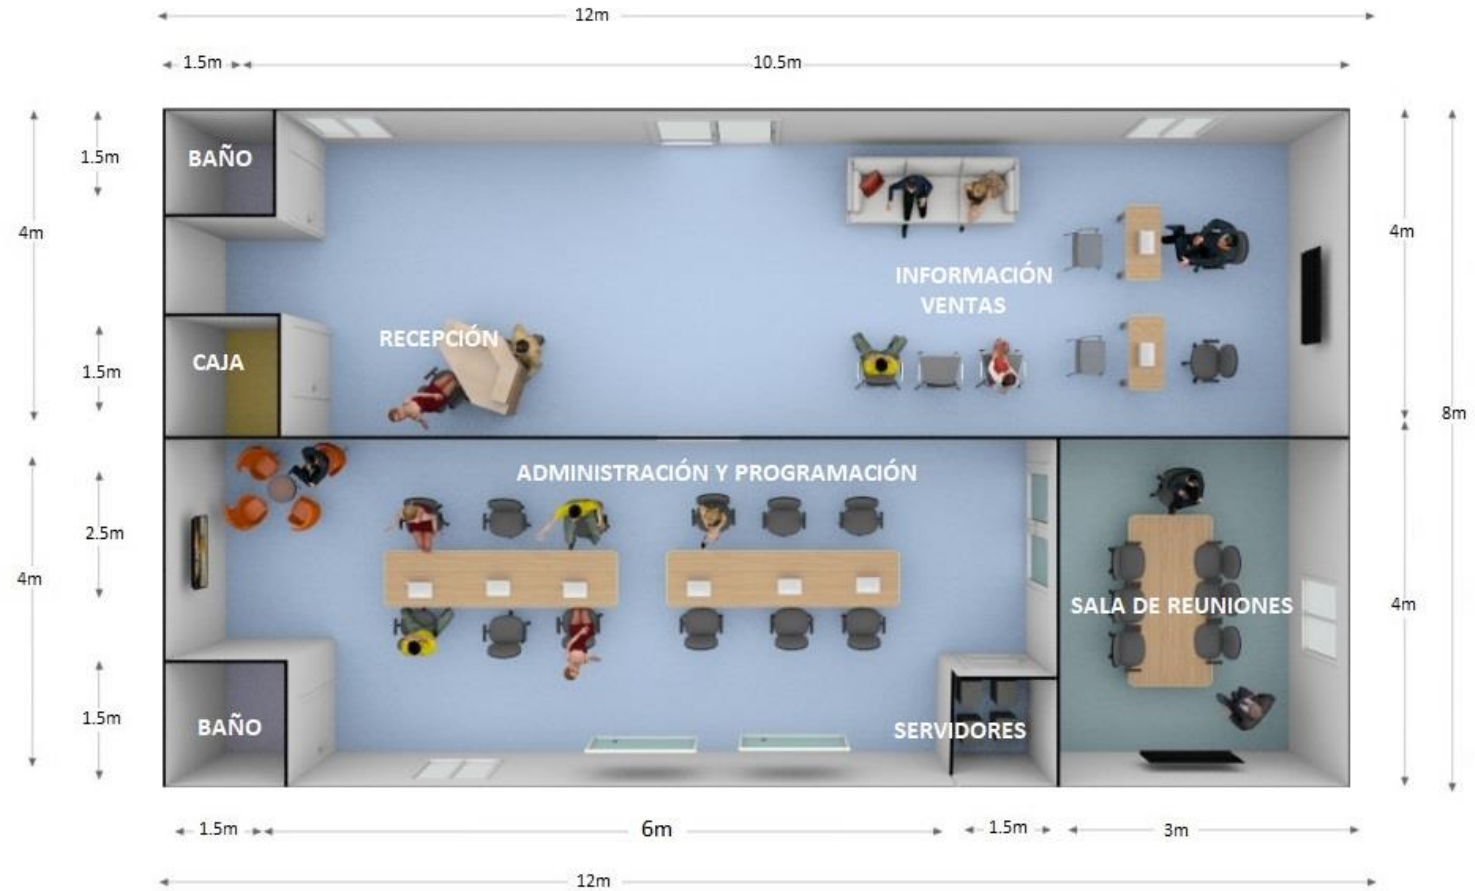 12m
1.5m
10.5m
BAÑO
1.5m
4m
4m
INFORMACIÓN
VENTAS
RECEPCIÓN
CAJA
1.5m
8m
ADMINISTRACIÓN Y PROGRAMACIÓN
2.5m
4m
SALA DE REUNIONES
4m
1.5m
BAÑO
SERVIDORES
1.5m
6m
1.5m
3m
12m